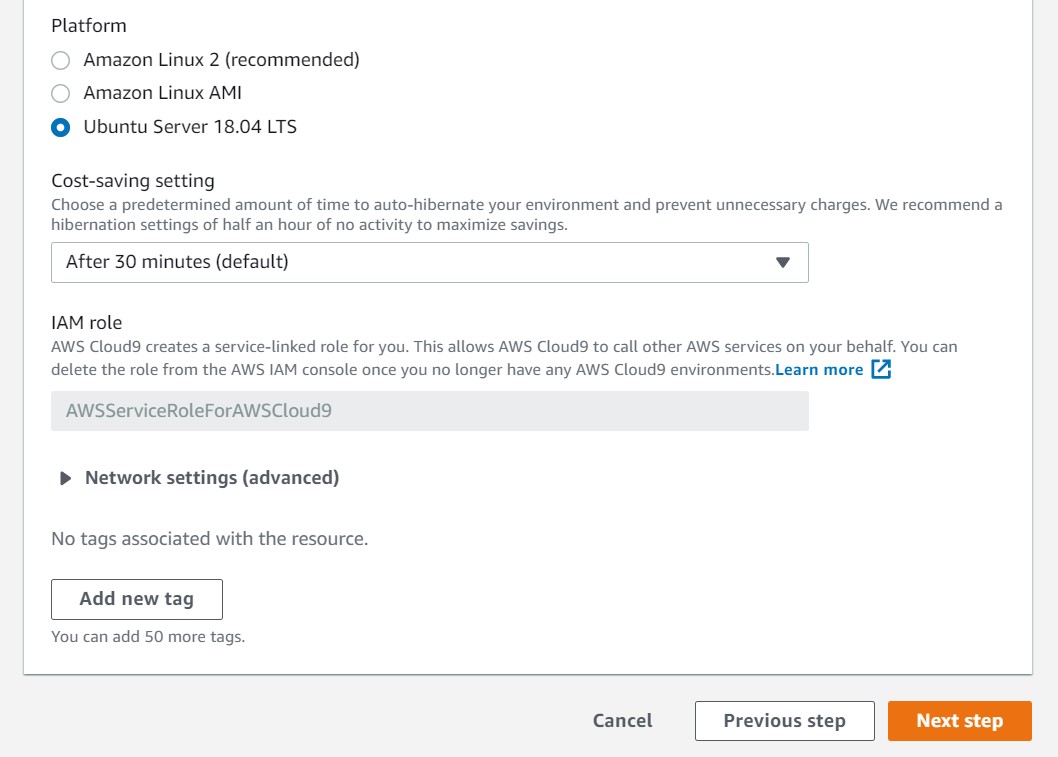 Platform
Amazon Linux 2 (recommended)
Amazon Linux AMI
Ubuntu Server 18.04 LTS
Cost-saving setting
Choose a predetermined amount of time to auto-hibernate your environment and prevent unnecessary charges. We recommend a
hibernation settings of half an hour of no activity to maximize savings.
After 30 minutes (default)
IAM role
AWS Cloud9 creates a service-linked role for you. This allows AWS Cloud9 to call other AWS services on your behalf. You can
delete the role from the AWS IAM console once you no longer have any AWS Cloud9 environments.Learn more
AWSServiceRoleForAWSCloud9
Network settings (advanced)
No tags associated with the resource.
Add new tag
You can add 50 more tags.
Cancel Previous step Next step